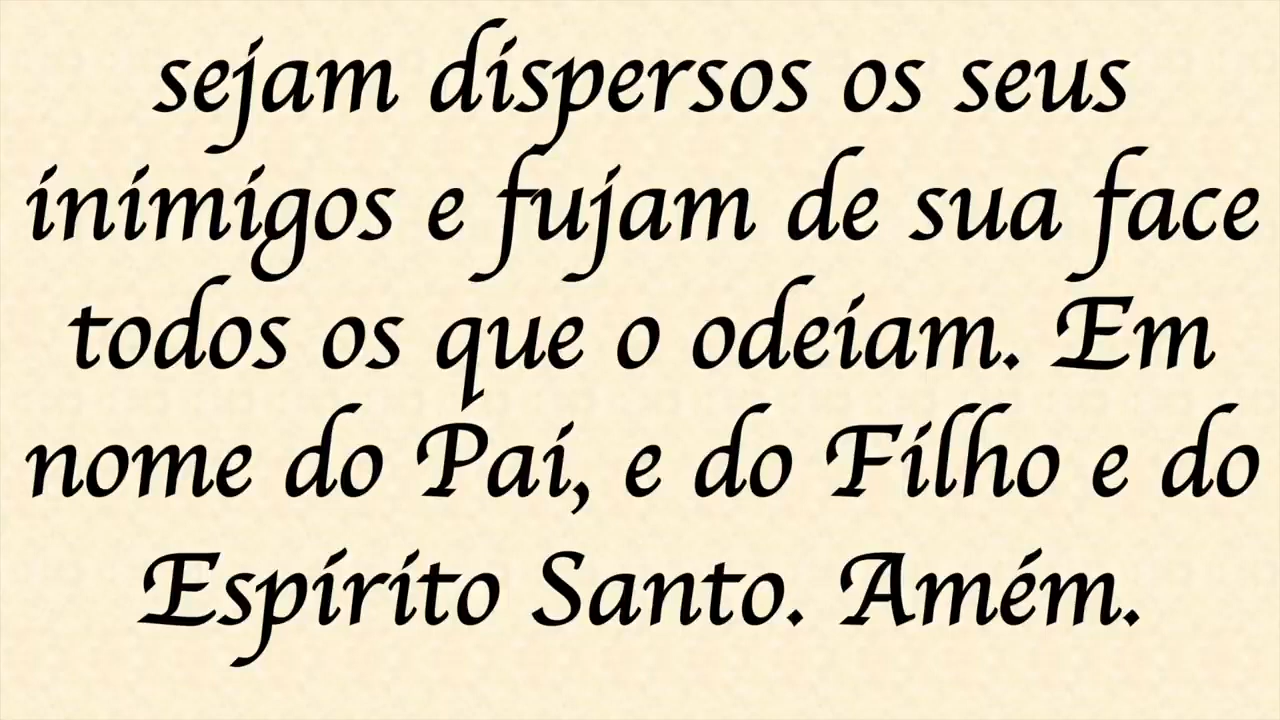 sejam dispersos os seus
inimigos e fujam de sua face
todos os que o odeiam. Em
nome do Pai, e do Filho e do
Espírito Santo. Amém.